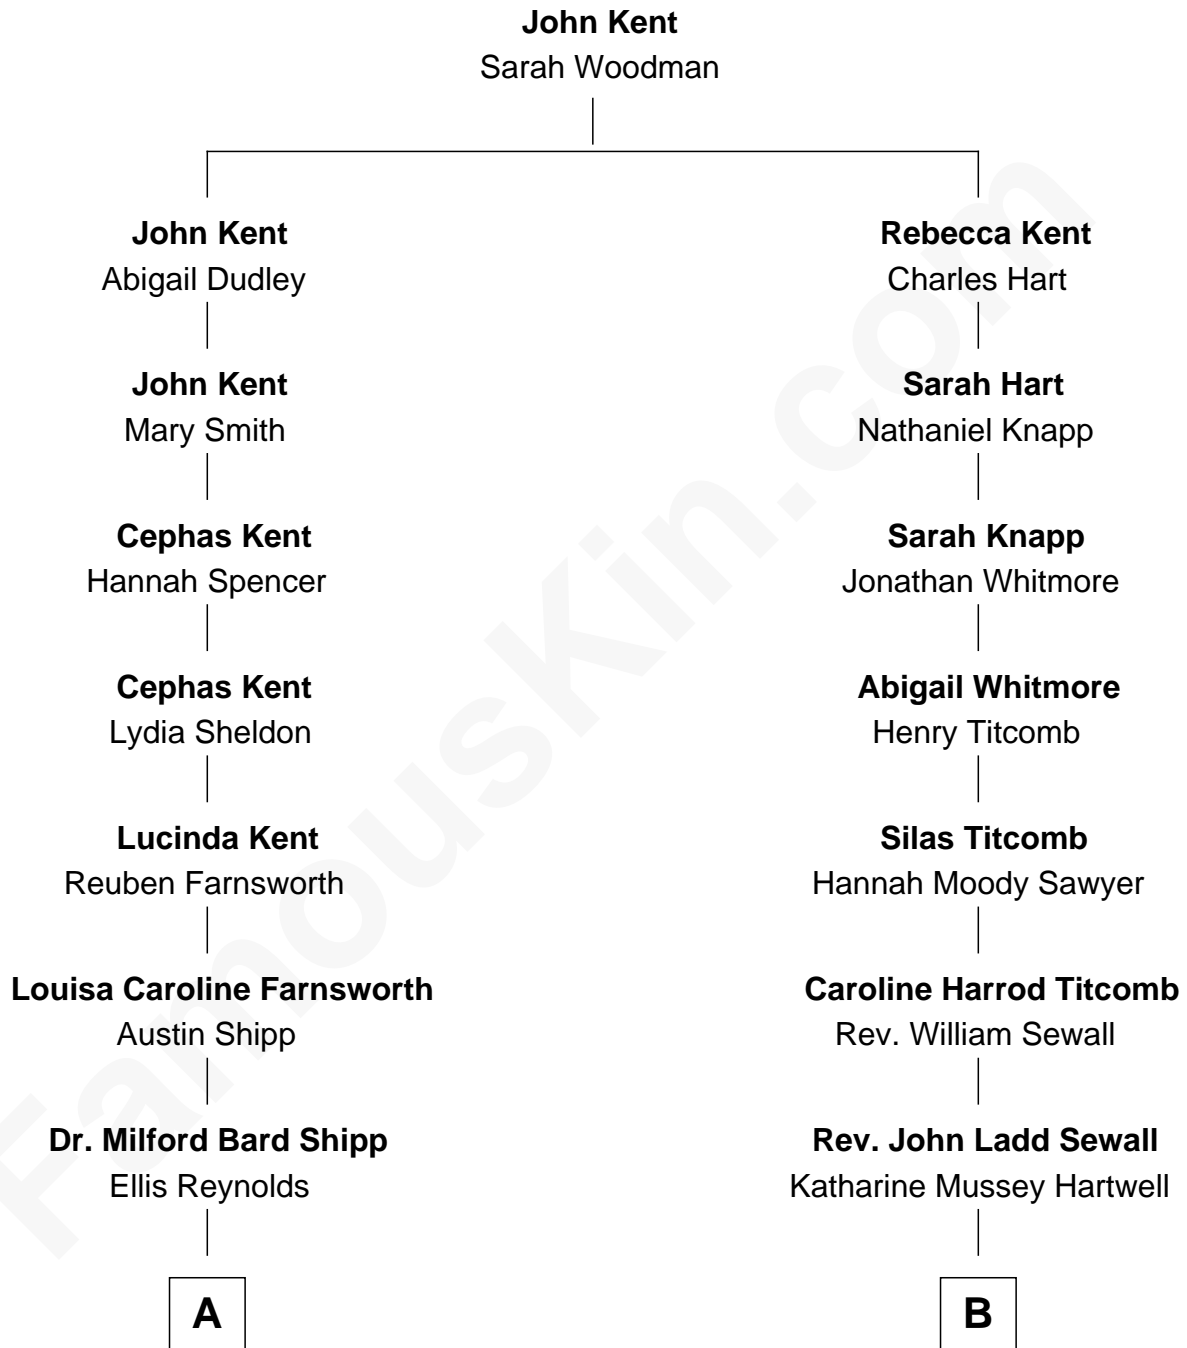 John Kent
Sarah Woodman
John Kent
Abigail Dudley
Rebecca Kent
Charles Hart
John Kent
Mary Smith
Sarah Hart
Nathaniel Knapp
Cephas Kent
Hannah Spencer
Sarah Knapp
Jonathan Whitmore
Cephas Kent
Lydia Sheldon
Abigail Whitmore
Henry Titcomb
Lucinda Kent
Reuben Farnsworth
Silas Titcomb
Hannah Moody Sawyer
Louisa Caroline Farnsworth
Austin Shipp
Caroline Harrod Titcomb
Rev. William Sewall
Dr. Milford Bard Shipp
Ellis Reynolds
Rev. John Ladd Sewall
Katharine Mussey Hartwell
A
B
FamousKin.com